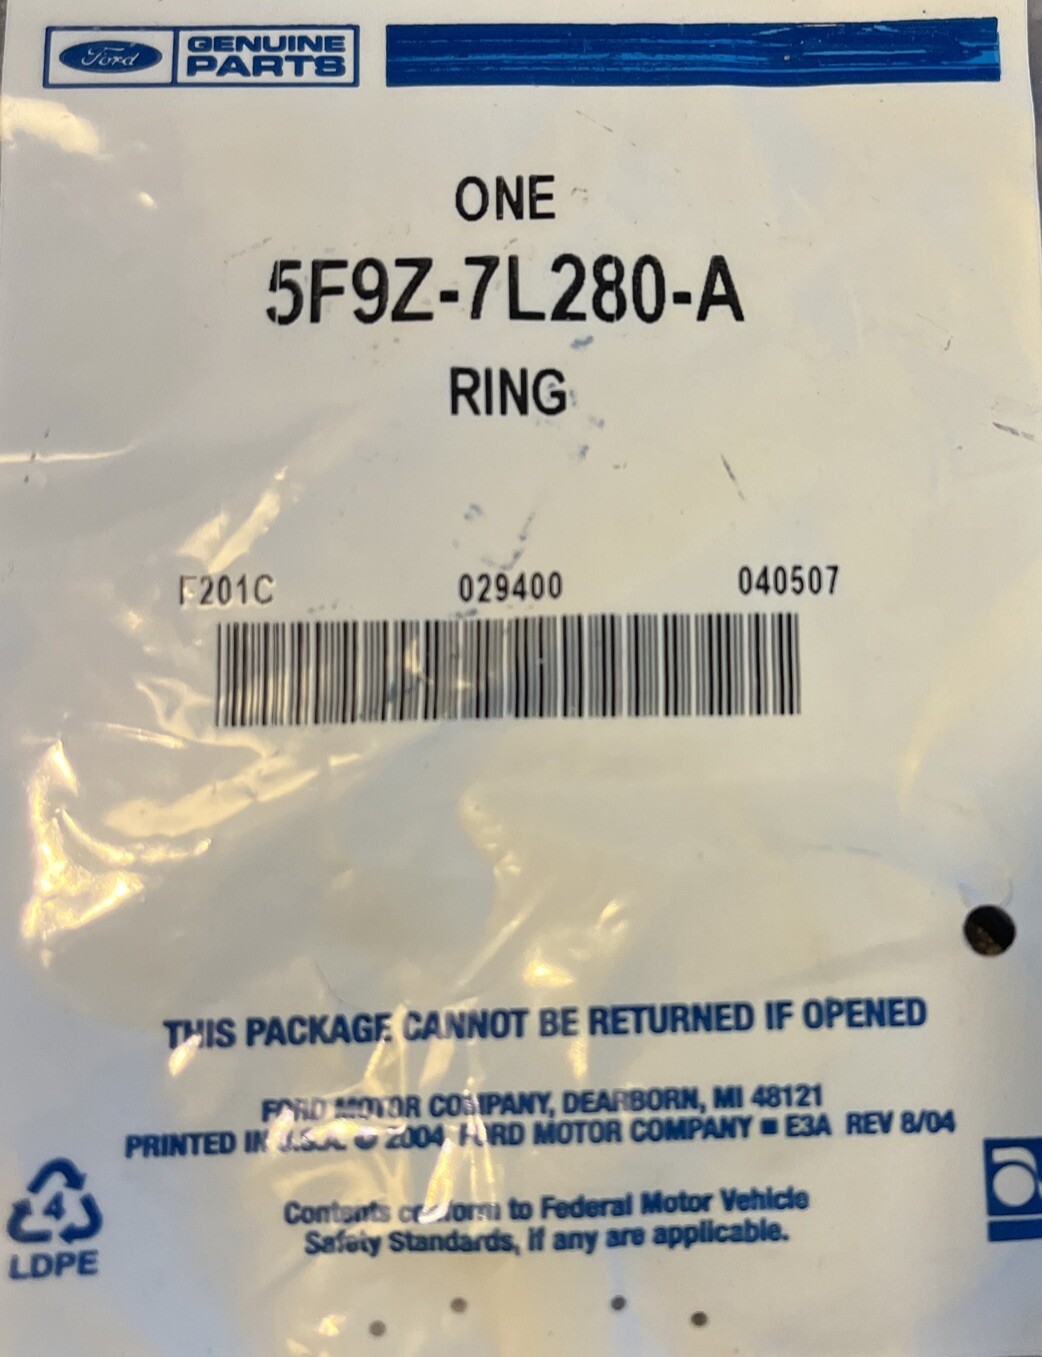 Ford GENUINE PARTS
ONE
5F9Z-7L280-A
RING
F201C 029400 040507
THIS PACKAGE CANNOT BE RETURNED IF OPENED
FORD MOTOR COMPANY, DEARBORN, MI 48121
PRINTED IN U.S.A. © 2004, FORD MOTOR COMPANY ■ E3A REV 8/04
Contents conform to Federal Motor Vehicle
Safety Standards, if any are applicable.
4
LDPE